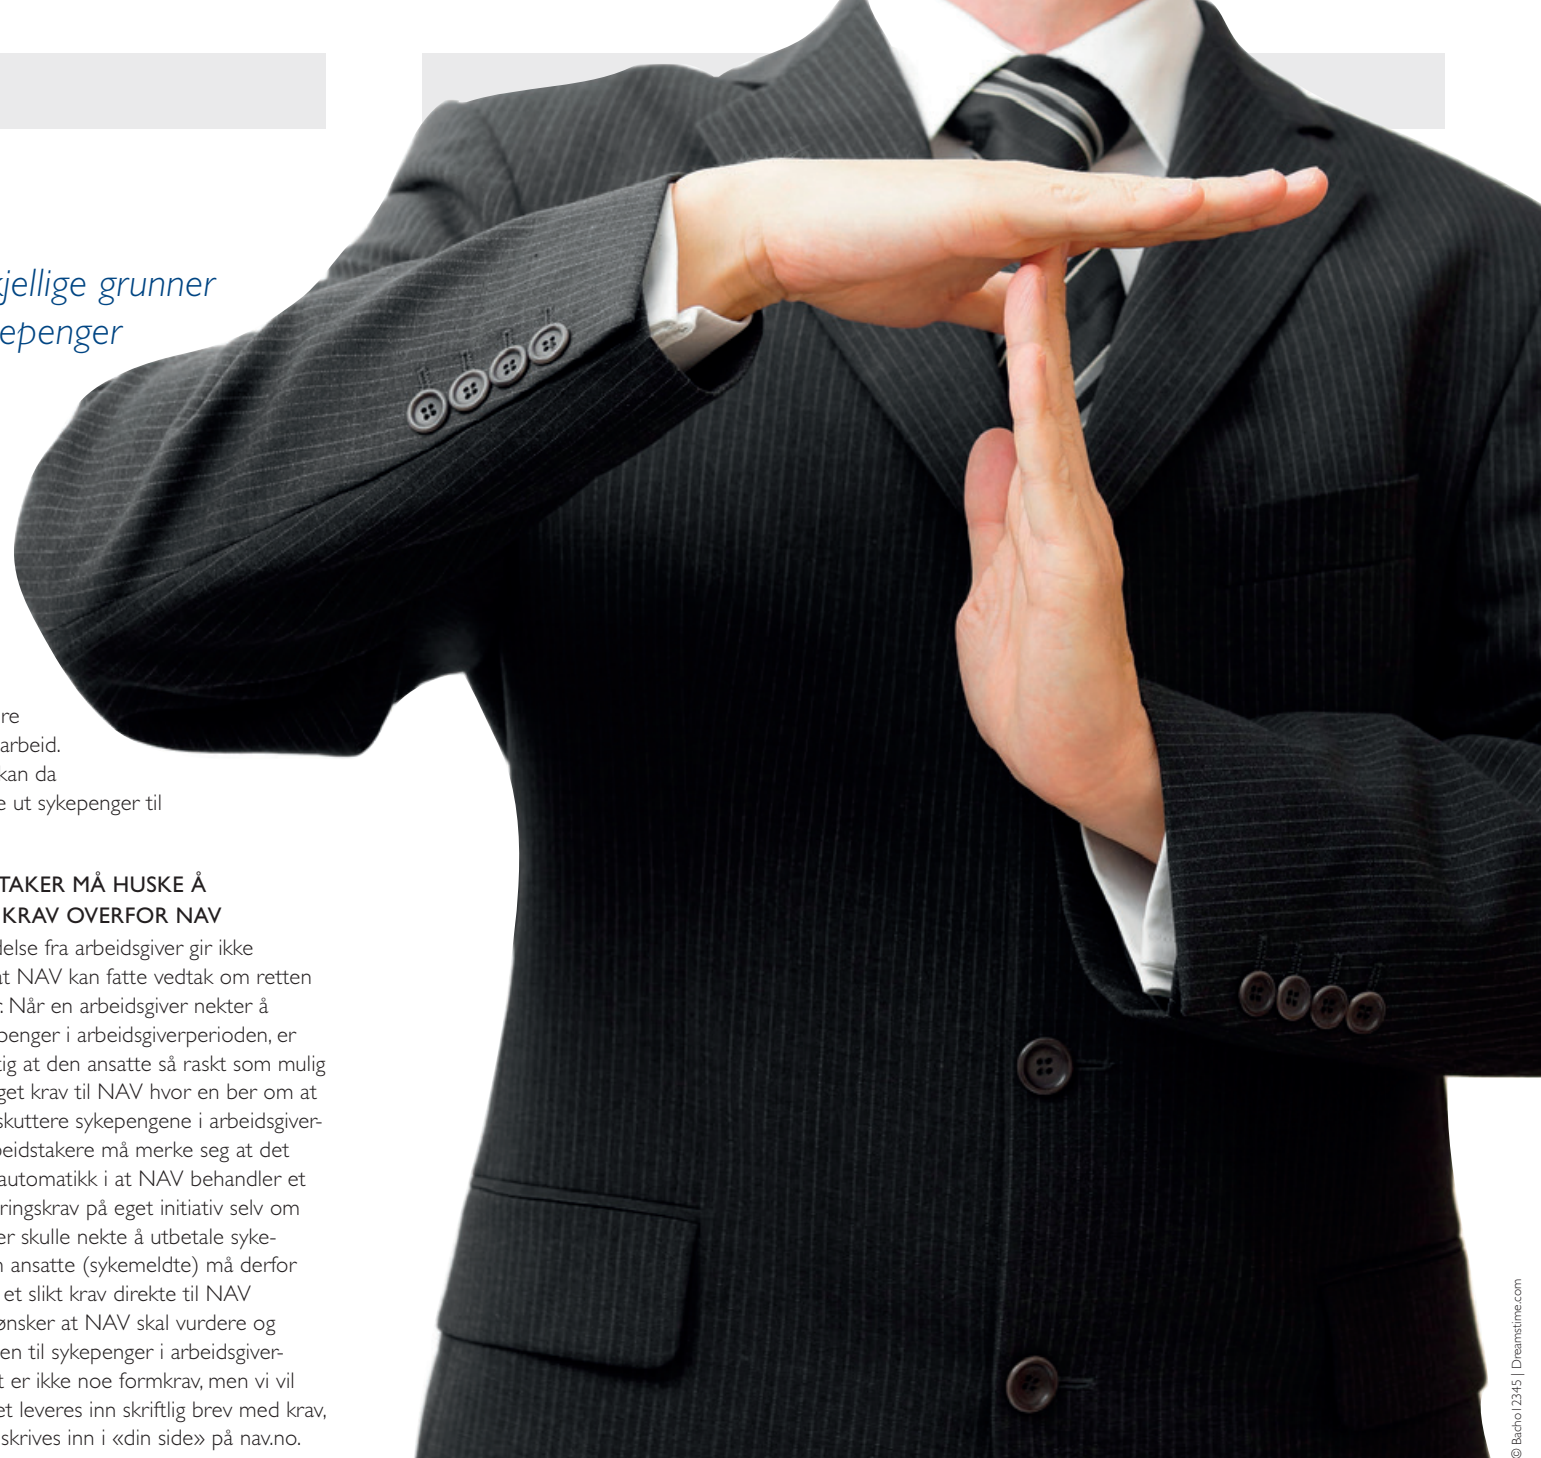 kjellige grunner
epenger
re
arbeid.
kan da
e ut sykepenger til
TAKER MÅ HUSKE Å
KRAV OVERFOR NAV
delse fra arbeidsgiver gir ikke
at NAV kan fatte vedtak om retten
r. Når en arbeidsgiver nekter å
penger i arbeidsgiverperioden, er
tig at den ansatte så raskt som mulig
get krav til NAV hvor en ber om at
skuttere sykepengene i arbeidsgiver-
beidstakere må merke seg at det
automatikk i at NAV behandler et
ringskrav på eget initiativ selv om
er skulle nekte å utbetale syke-
n ansatte (sykemeldte) må derfor
et slikt krav direkte til NAV
ønsker at NAV skal vurdere og
en til sykepenger i arbeidsgiver-
t er ikke noe formkrav, men vi vil
et leveres inn skriftlig brev med krav,
skrives inn i «din side» på nav.no.
© Bacho12345 | Dreamstime.com